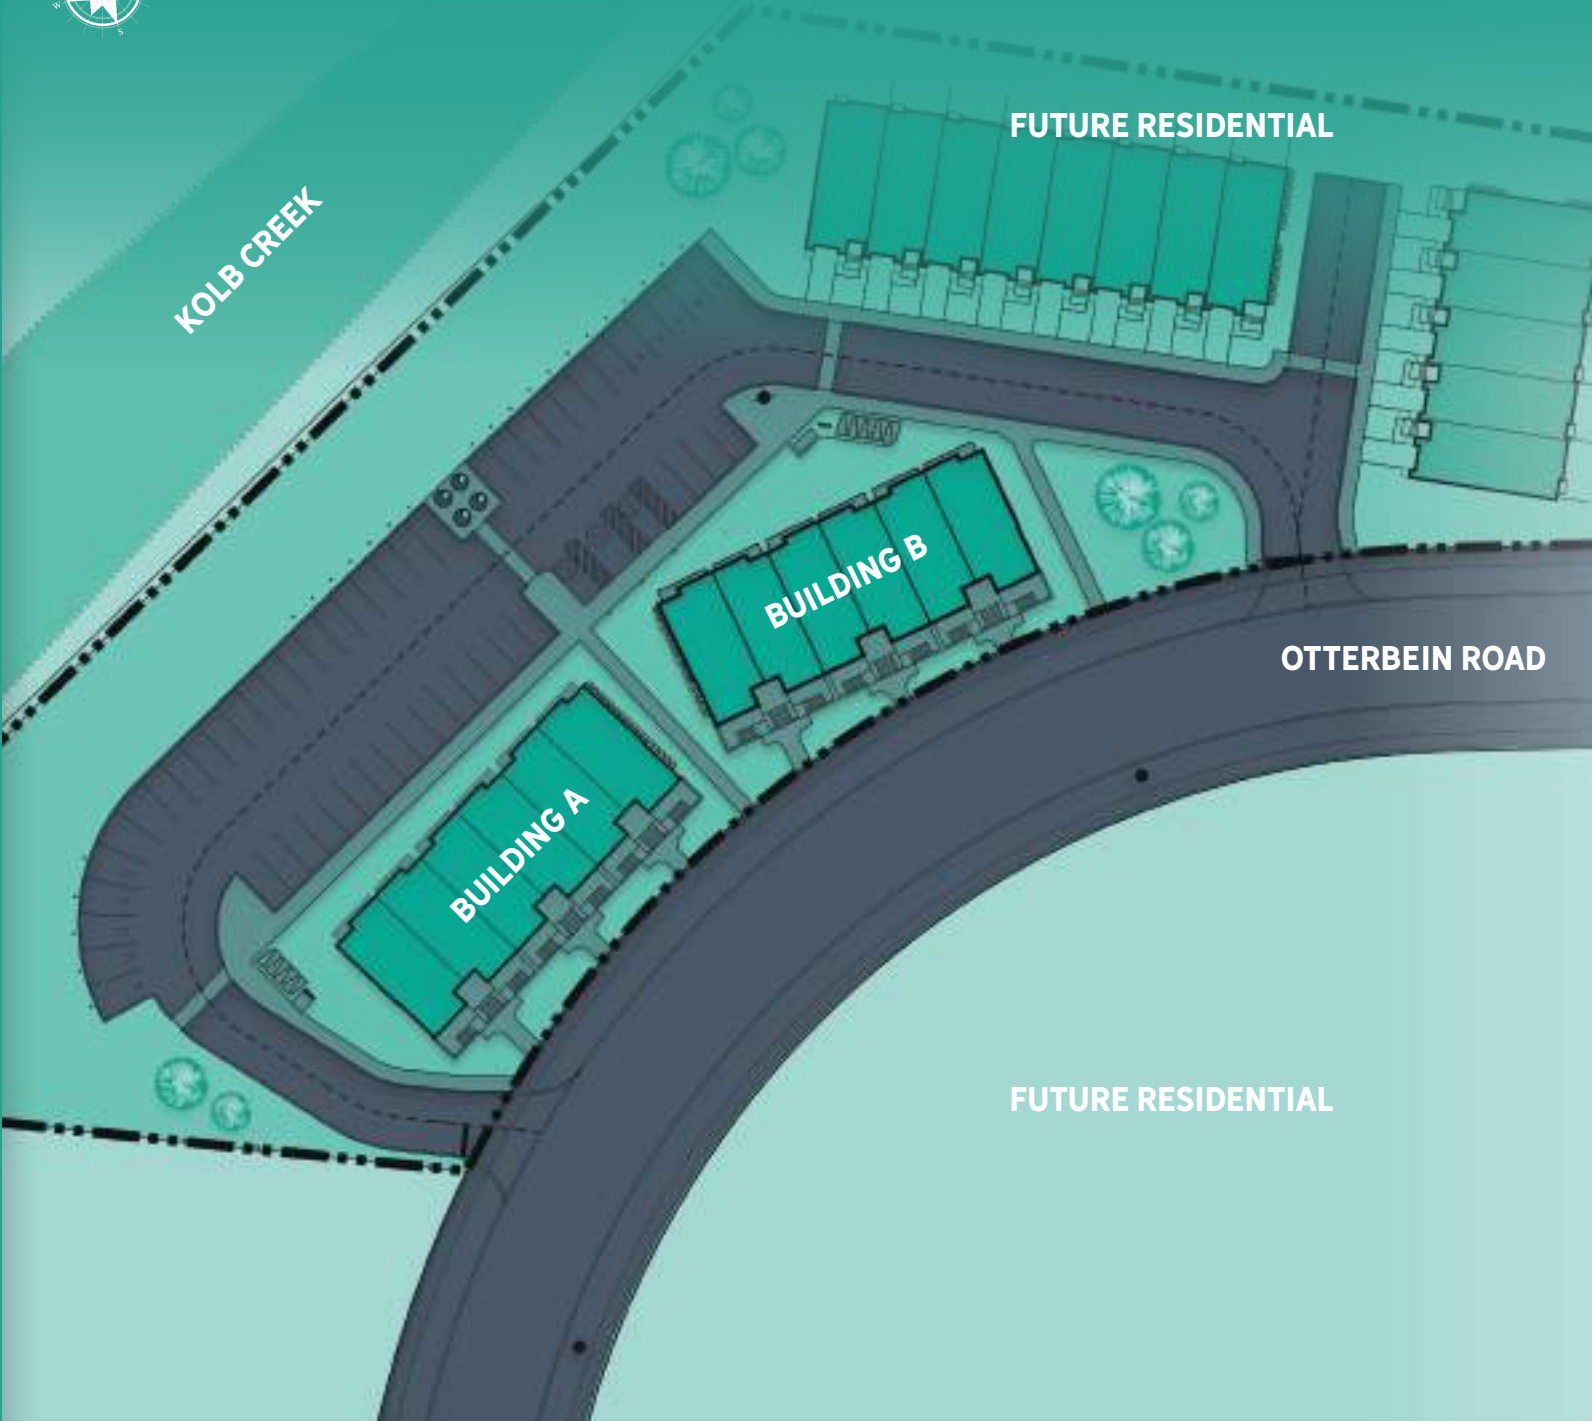 W
S
FUTURE RESIDENTIAL
KOLB CREEK
BUILDING B
OTTERBEIN ROAD
BUILDING A
FUTURE RESIDENTIAL